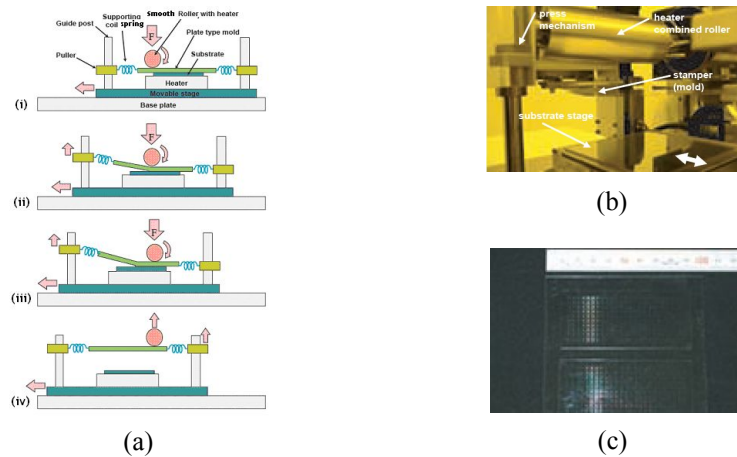 Guide post
Supporting
coil spring
Smooth
Roller with heater
Plate type mold
Substrate
Puller
F
Heater
Movable stage
Base plate
(i)
F
(ii)
F
(iii)
(iv)
(a)
press
mechanism
heater
combined roller
stamper
(mold)
substrate stage
(b)
(c)